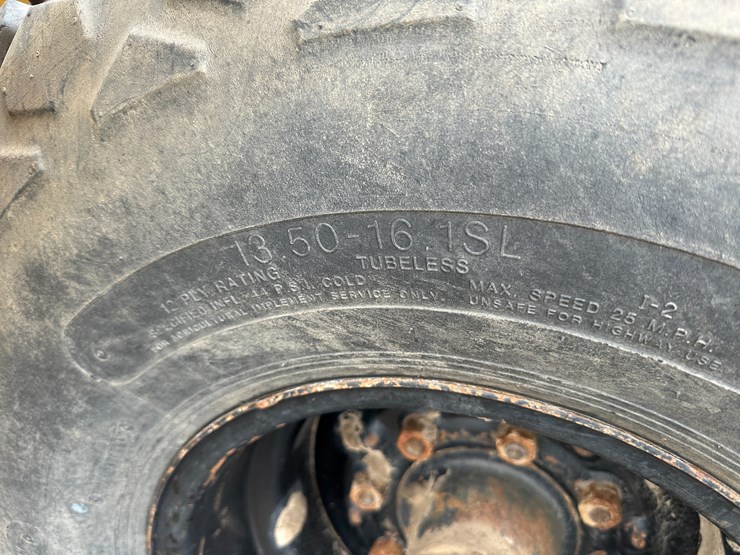 13.50-16.1SL
TUBELESS
12 PLY RATING
INFL. 44 P.S.I. COLD
FOR AGRICULTURAL IMPLEMENT SERVICE ONLY.
I-2
MAX. SPEED 25 M.P.H.
UNSAFE FOR HIGHWAY USE